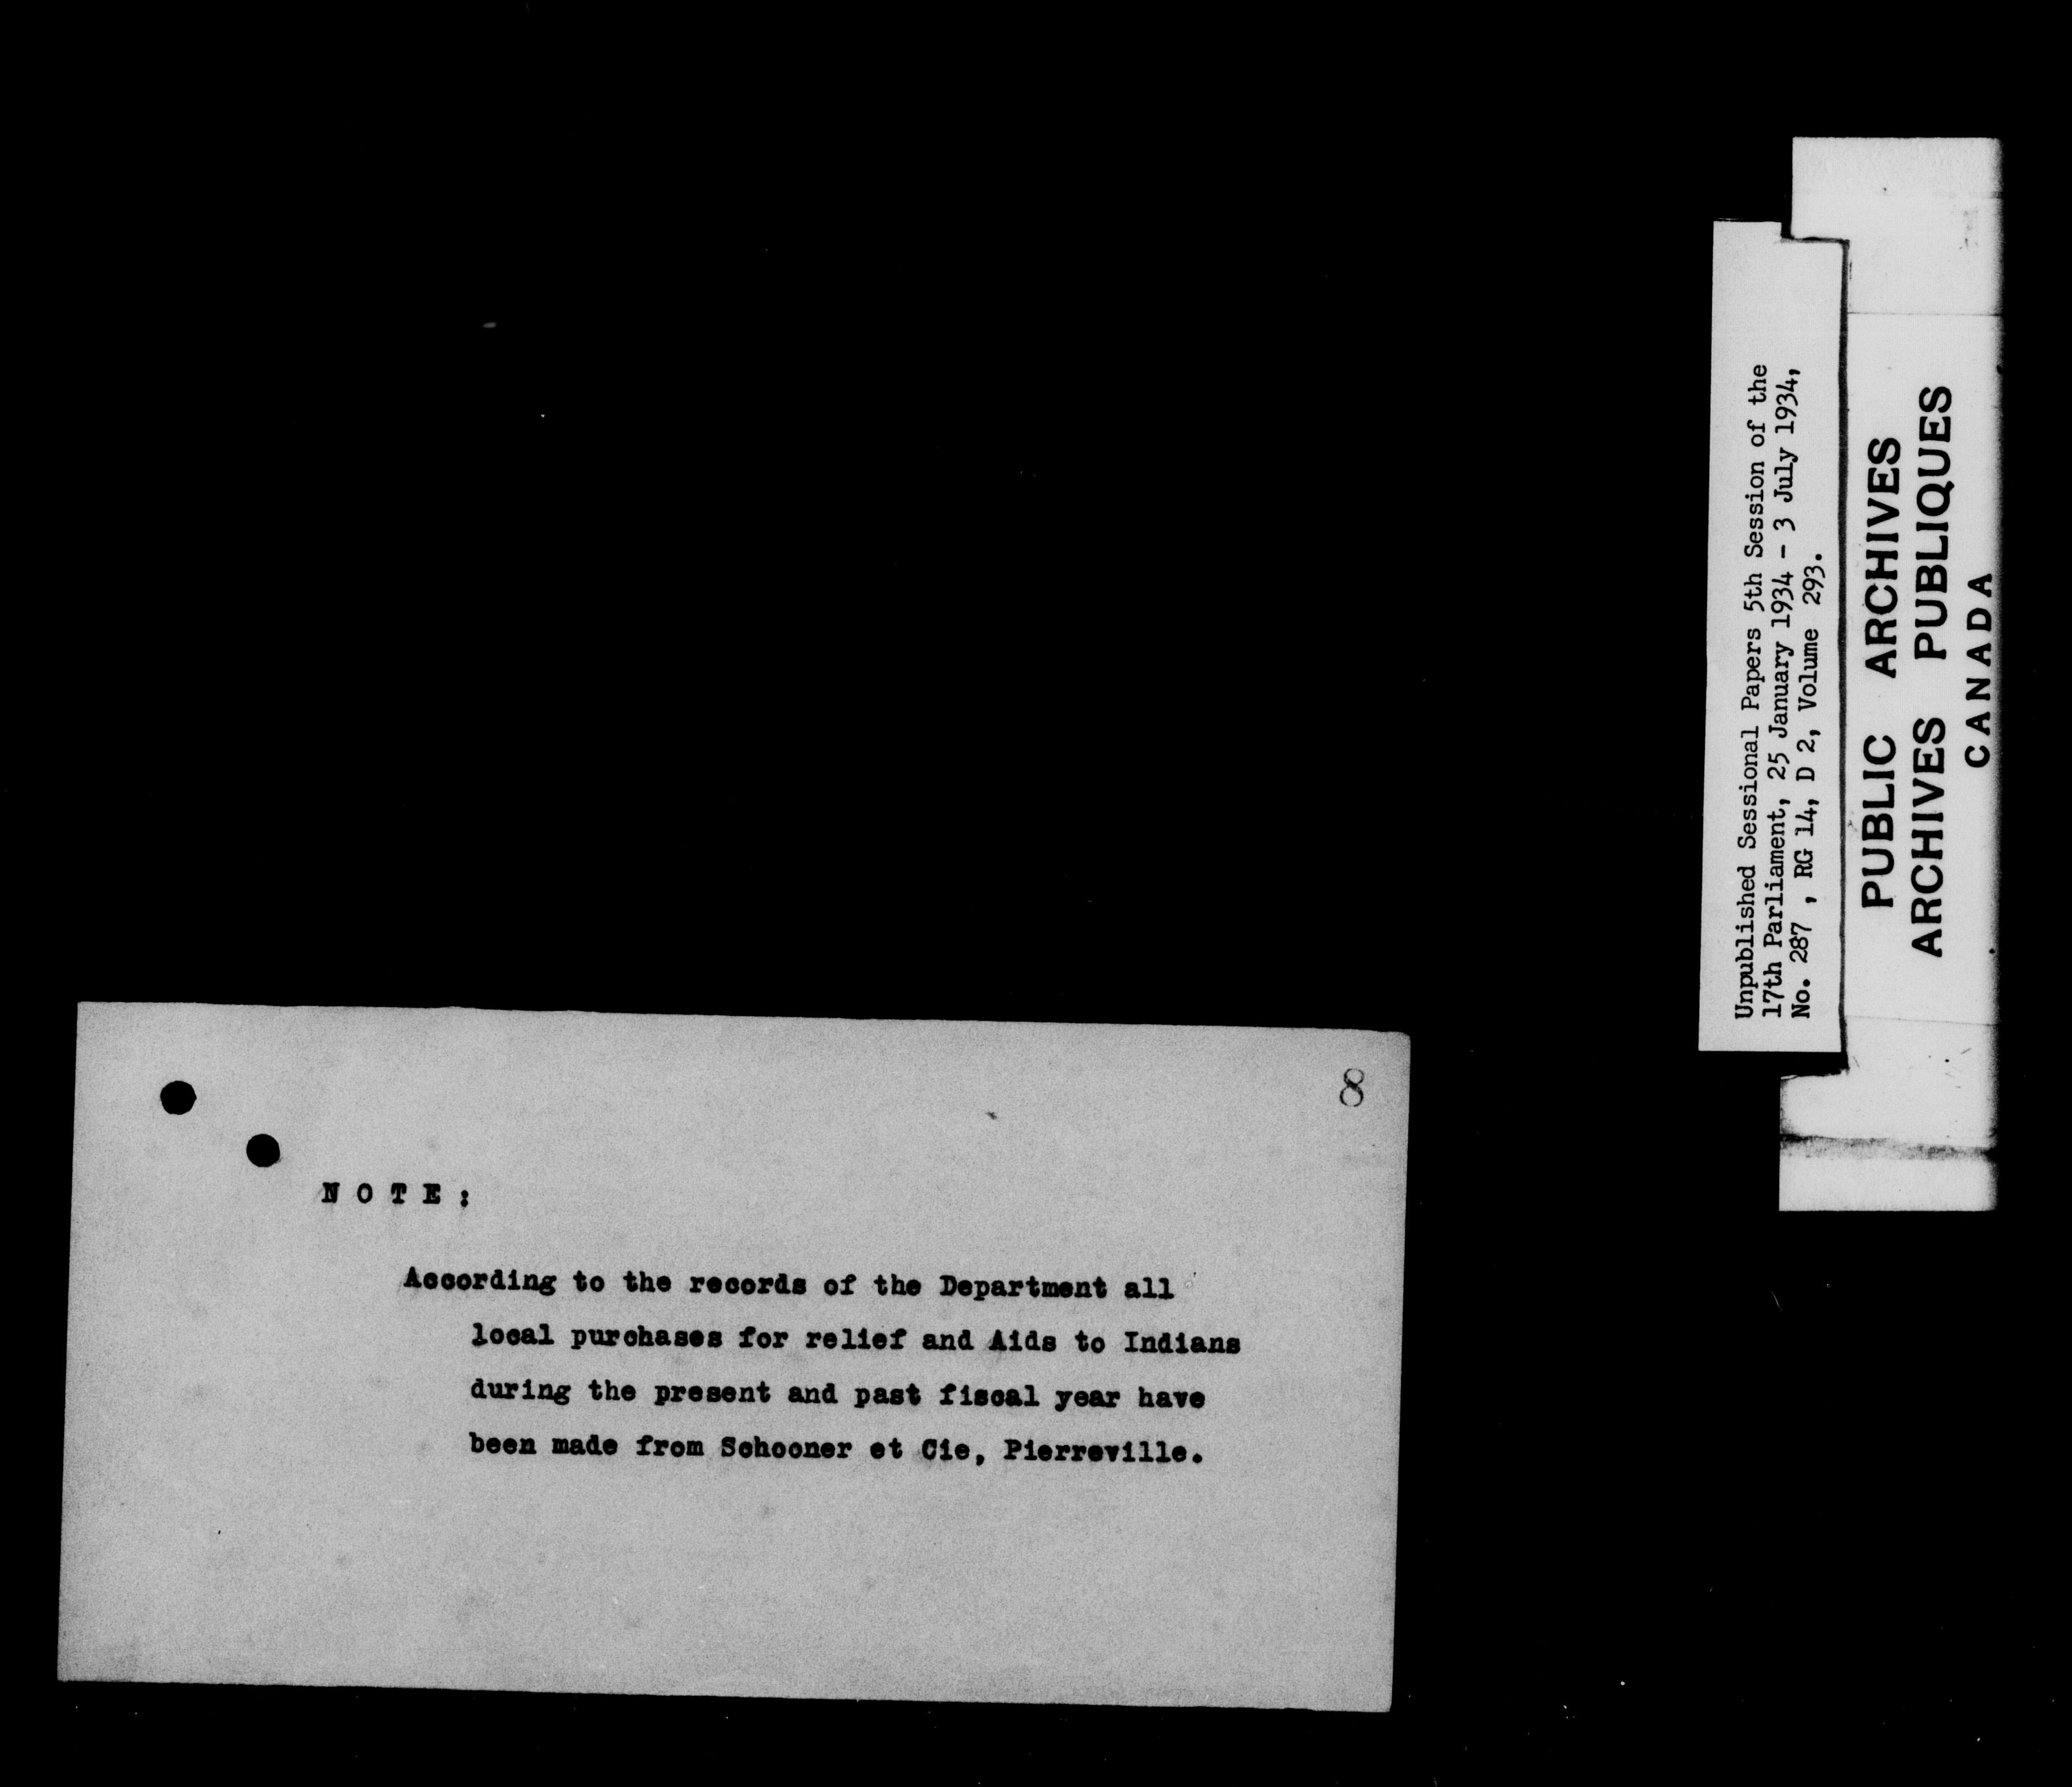 8
N O T E :
According to the records of the Department all
local purchases for relief and Aids to Indians
during the present and past fiscal year have
been made from Schooner et Cie, Pierreville.
Unpublished Sessional Papers 5th Session of the
17th Parliament, 25 January 1934 - 3 July 1934,
No. 287 , RG 14, D 2, Volume 293.
PUBLIC ARCHIVES
ARCHIVES PUBLIQUES
CANADA